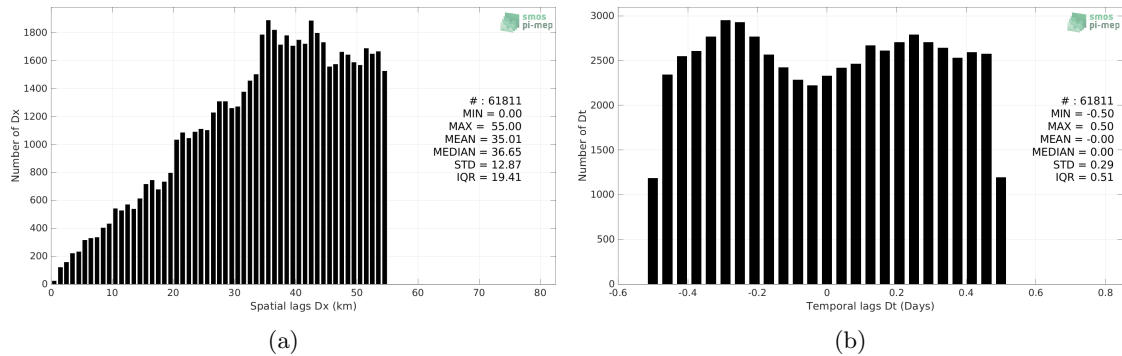 smos
pi-mep
1800
1600
1400
1200
1000
800
600
400
200
0
Number of Dx
# : 61811
MIN = 0.00
MAX = 55.00
MEAN = 35.01
MEDIAN = 36.65
STD = 12.87
IQR = 19.41
0 10 20 30 40 50 60 70 80
Spatial lags Dx (km)
(a)
smos
pi-mep
3000
2500
2000
1500
1000
500
0
Number of Dt
# : 61811
MIN = -0.50
MAX = 0.50
MEAN = -0.00
MEDIAN = 0.00
STD = 0.29
IQR = 0.51
-0.6 -0.4 -0.2 0 0.2 0.4 0.6 0.8
Temporal lags Dt (Days)
(b)